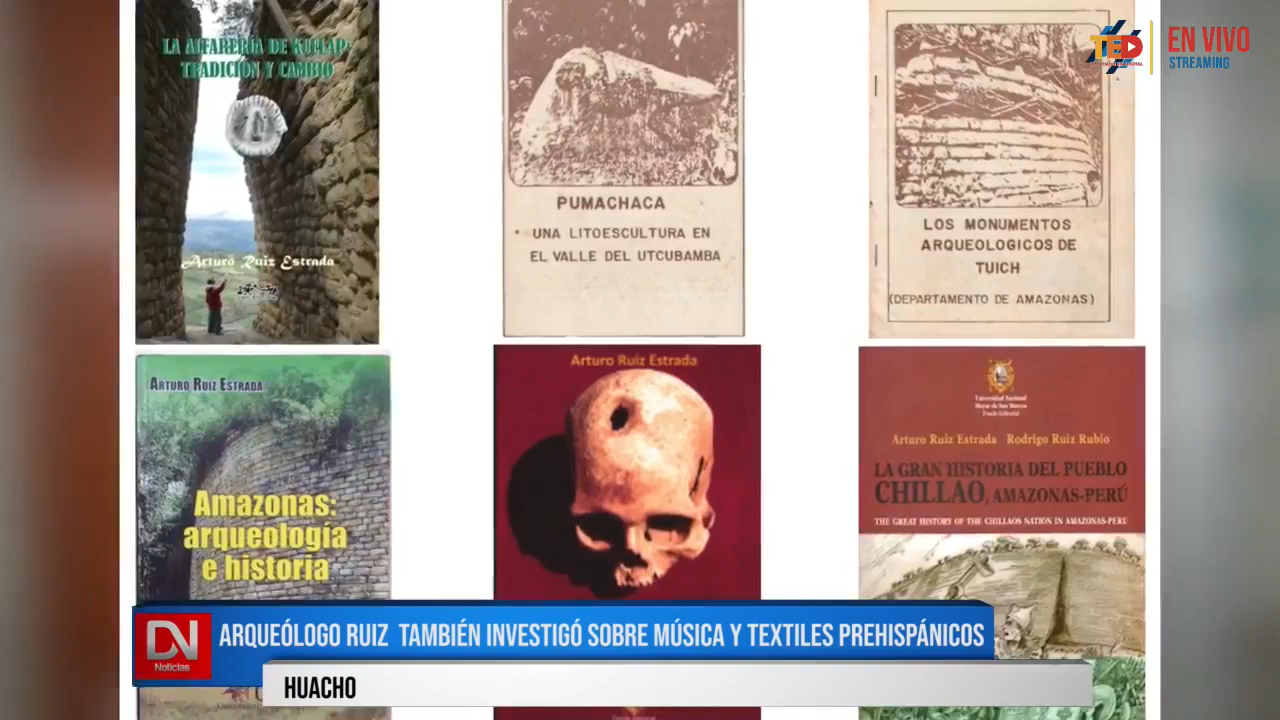 LA ALFARERÍA DE KUELAP:
TRADICIÓN Y CAMBIO
Arturo Ruiz Estrada
PUMACHACA
UNA LITOESCULTURA EN
EL VALLE DEL UTCUBAMBA
LOS MONUMENTOS
ARQUEOLOGICOS DE
TUICH
(DEPARTAMENTO DE AMAZONAS)
TED
EN VIVO
STREAMING
ARTURO RUIZ ESTRADA
Amazonas:
arqueología
e historia
Arturo Ruiz Estrada
Universidad Nacional
Mayor de San Marcos
Fondo Editorial
Arturo Ruiz Estrada Rodrigo Ruiz Rubio
LA GRAN HISTORIA DEL PUEBLO
CHILLAO, AMAZONAS-PERÚ
THE GREAT HISTORY OF THE CHILLAOS NATION IN AMAZONAS-PERU
DN
Noticias
ARQUEÓLOGO RUIZ TAMBIÉN INVESTIGÓ SOBRE MÚSICA Y TEXTILES PREHISPÁNICOS
HUACHO